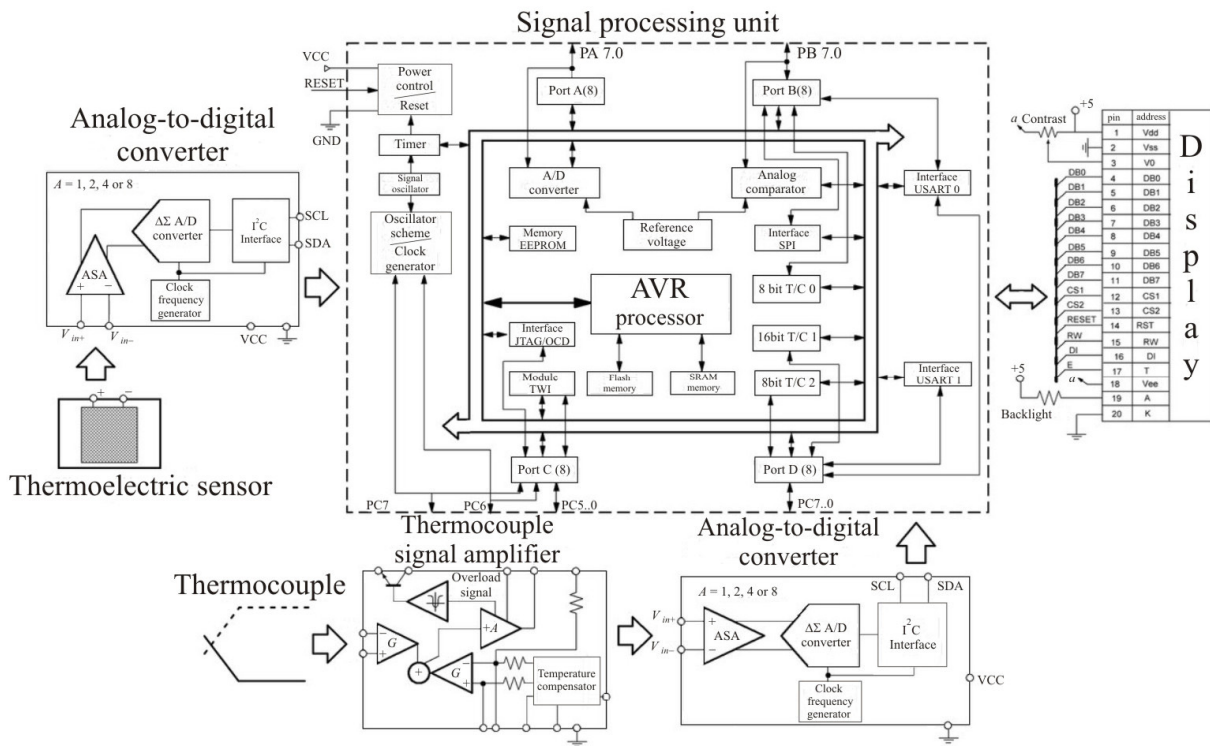 Signal processing unit
PA 7.0
PB 7.0
VCC
RESET
GND
Power
control
Reset
Timer
Signal
oscillator
Oscillator
scheme
Clock
generator
Port A(8)
Port B(8)
A/D
converter
Analog
comparator
Reference
voltage
Memory
EEPROM
Interface
SPI
Interface
USART 0
AVR
processor
8 bit T/C 0
16bit T/C 1
8bit T/C 2
Interface
JTAG/OCD
Module
TWI
Flash
memory
SRAM
memory
Interface
USART 1
Port C (8)
Port D (8)
PC7
PC6
PC5..0
PC7..0
Analog-to-digital
converter
A = 1, 2, 4 or 8
ΔΣ A/D
converter
I²C
Interface
SCL
SDA
ASA
+ −
Clock
frequency
generator
Vin+
Vin−
VCC
+ −
Thermoelectric sensor
+5
a
Contrast
pin address
1 Vdd
2 Vss
3 V0
DB0 4 DB0
DB1 5 DB1
DB2 6 DB2
DB3 7 DB3
DB4 8 DB4
DB5 9 DB5
DB6 10 DB6
DB7 11 DB7
CS1 12 CS1
CS2 13 CS2
RESET 14 RST
RW 15 RW
DI 16 DI
E 17 T
a 18 Vee
19 A
20 K
+5
Backlight
Display
Thermocouple
Thermocouple
signal amplifier
Overload
signal
+A
− G
+
+
G −
+
Temperature
compensator
Analog-to-digital
converter
A = 1, 2, 4 or 8
SCL
SDA
Vin+
Vin−
+
ASA
−
ΔΣ A/D
converter
I²C
Interface
Clock
frequency
generator
VCC